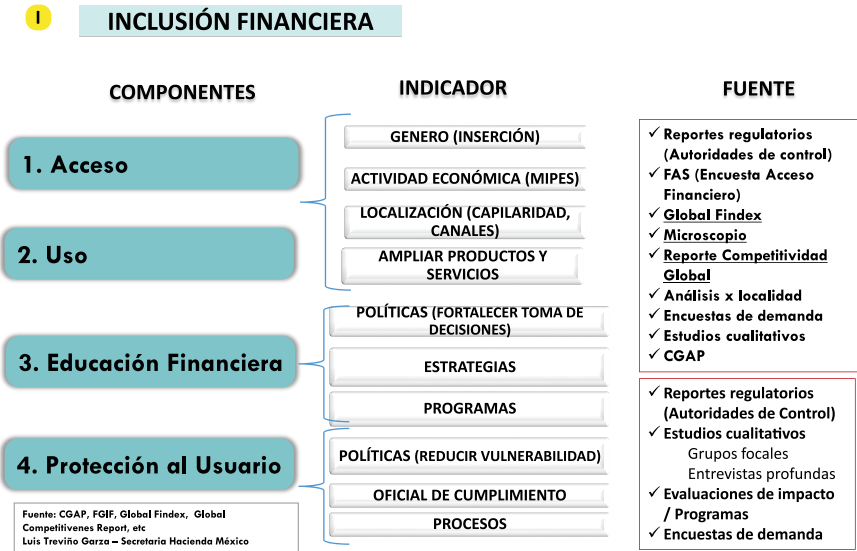 I
INCLUSIÓN FINANCIERA
COMPONENTES
INDICADOR
FUENTE
1. Acceso
2. Uso
3. Educación Financiera
4. Protección al Usuario
GENERO (INSERCIÓN)
ACTIVIDAD ECONÓMICA (MIPES)
LOCALIZACIÓN (CAPILARIDAD,
CANALES)
AMPLIAR PRODUCTOS Y
SERVICIOS
POLÍTICAS (FORTALECER TOMA DE
DECISIONES)
ESTRATEGIAS
PROGRAMAS
POLÍTICAS (REDUCIR VULNERABILIDAD)
OFICIAL DE CUMPLIMIENTO
PROCESOS
✓ Reportes regulatorios
(Autoridades de control)
✓ FAS (Encuesta Acceso
Financiero)
✓ Global Findex
✓ Microscopio
✓ Reporte Competividad
Global
✓ Análisis x localidad
✓ Encuestas de demanda
✓ Estudios cualitativos
✓ CGAP
✓ Reportes regulatorios
(Autoridades de Control)
✓ Estudios cualitativos
Grupos focales
Entrevistas profundas
✓ Evaluaciones de impacto
/ Programas
✓ Encuestas de demanda
Fuente: CGAP, FGIF, Global Findex, Global
Competitivenes Report, etc
Luis Treviño Garza – Secretaria Hacienda México